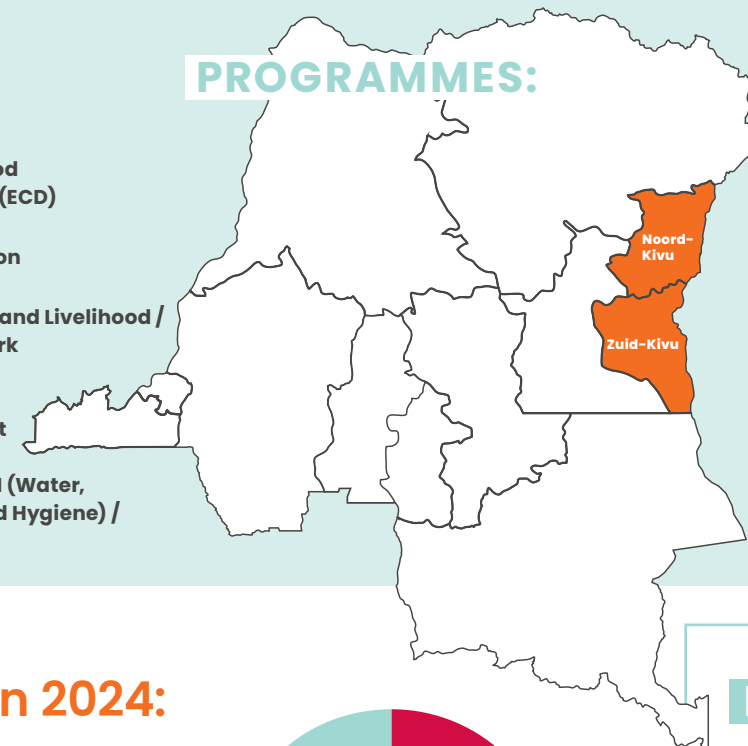 PROGRAMMES:
od
(ECD)
on
and Livelihood /
rk
t
(Water,
d Hygiene) /
Noord-
Kivu
Zuid-Kivu
n 2024: